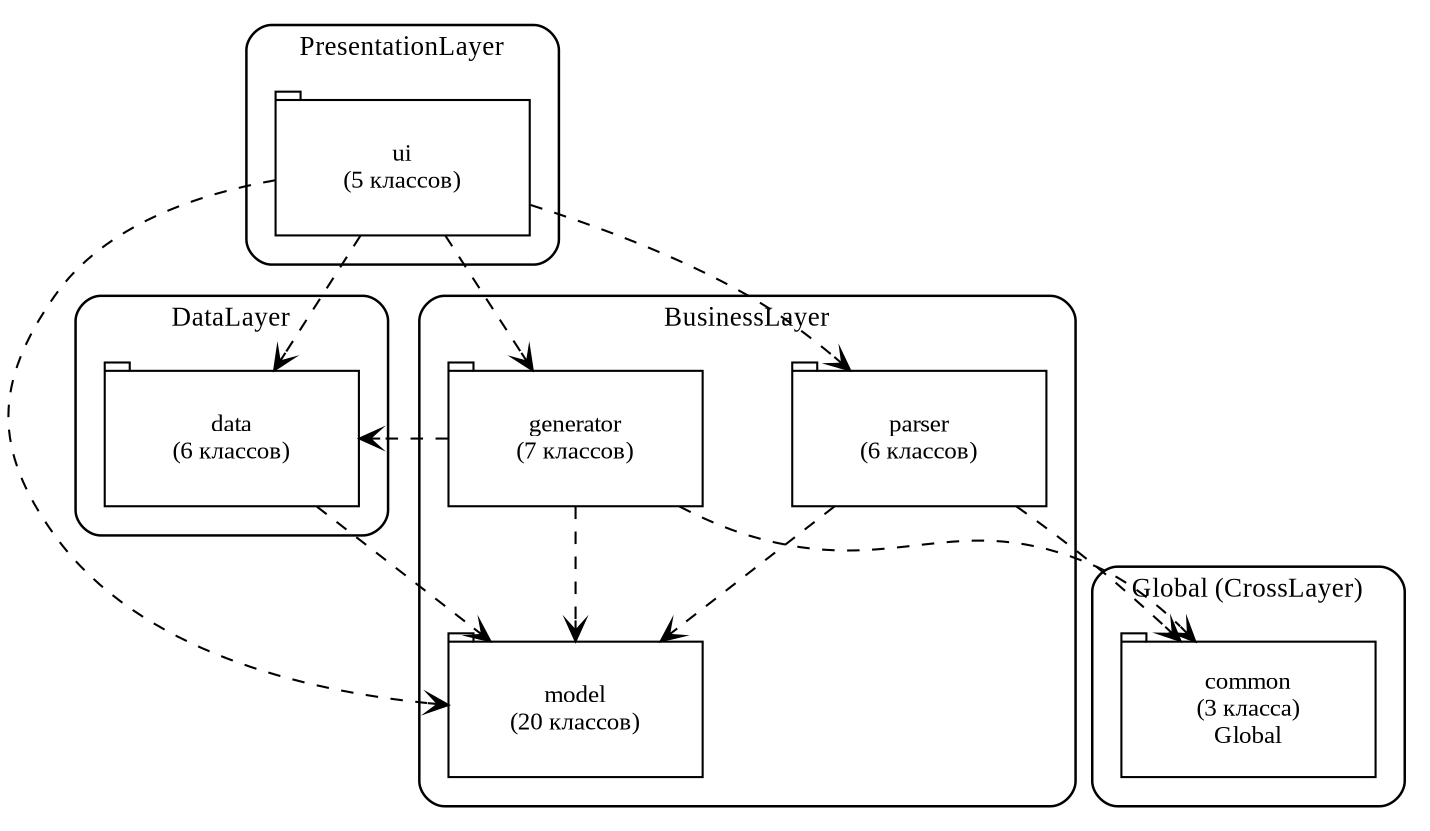 PresentationLayer
ui
(5 классов)
DataLayer
BusinessLayer
data
(6 классов)
generator
(7 классов)
parser
(6 классов)
Global (CrossLayer)
model
(20 классов)
common
(3 класса)
Global